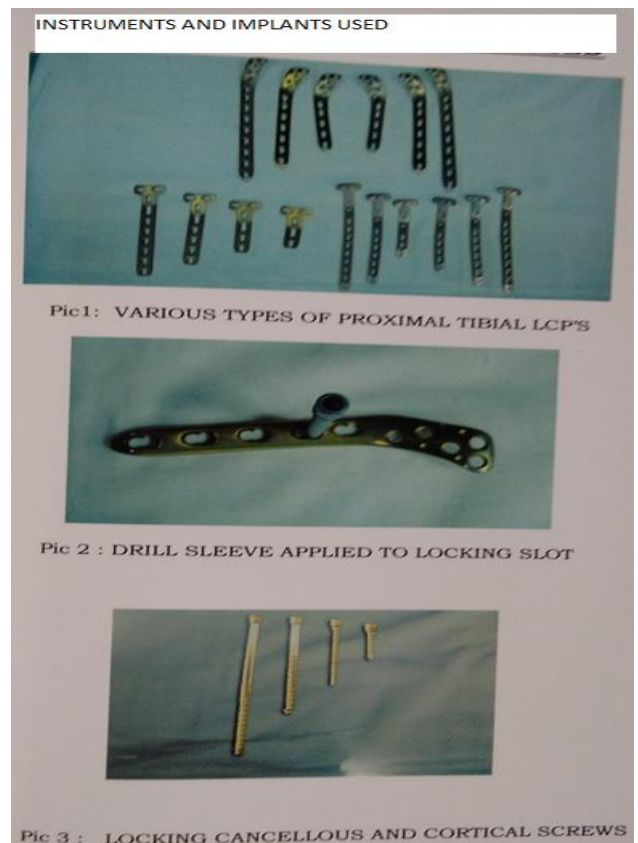 INSTRUMENTS AND IMPLANTS USED
Pic1: VARIOUS TYPES OF PROXIMAL TIBIAL LCP'S
Pic 2 : DRILL SLEEVE APPLIED TO LOCKING SLOT
Pic 3 : LOCKING CANCELLOUS AND CORTICAL SCREWS